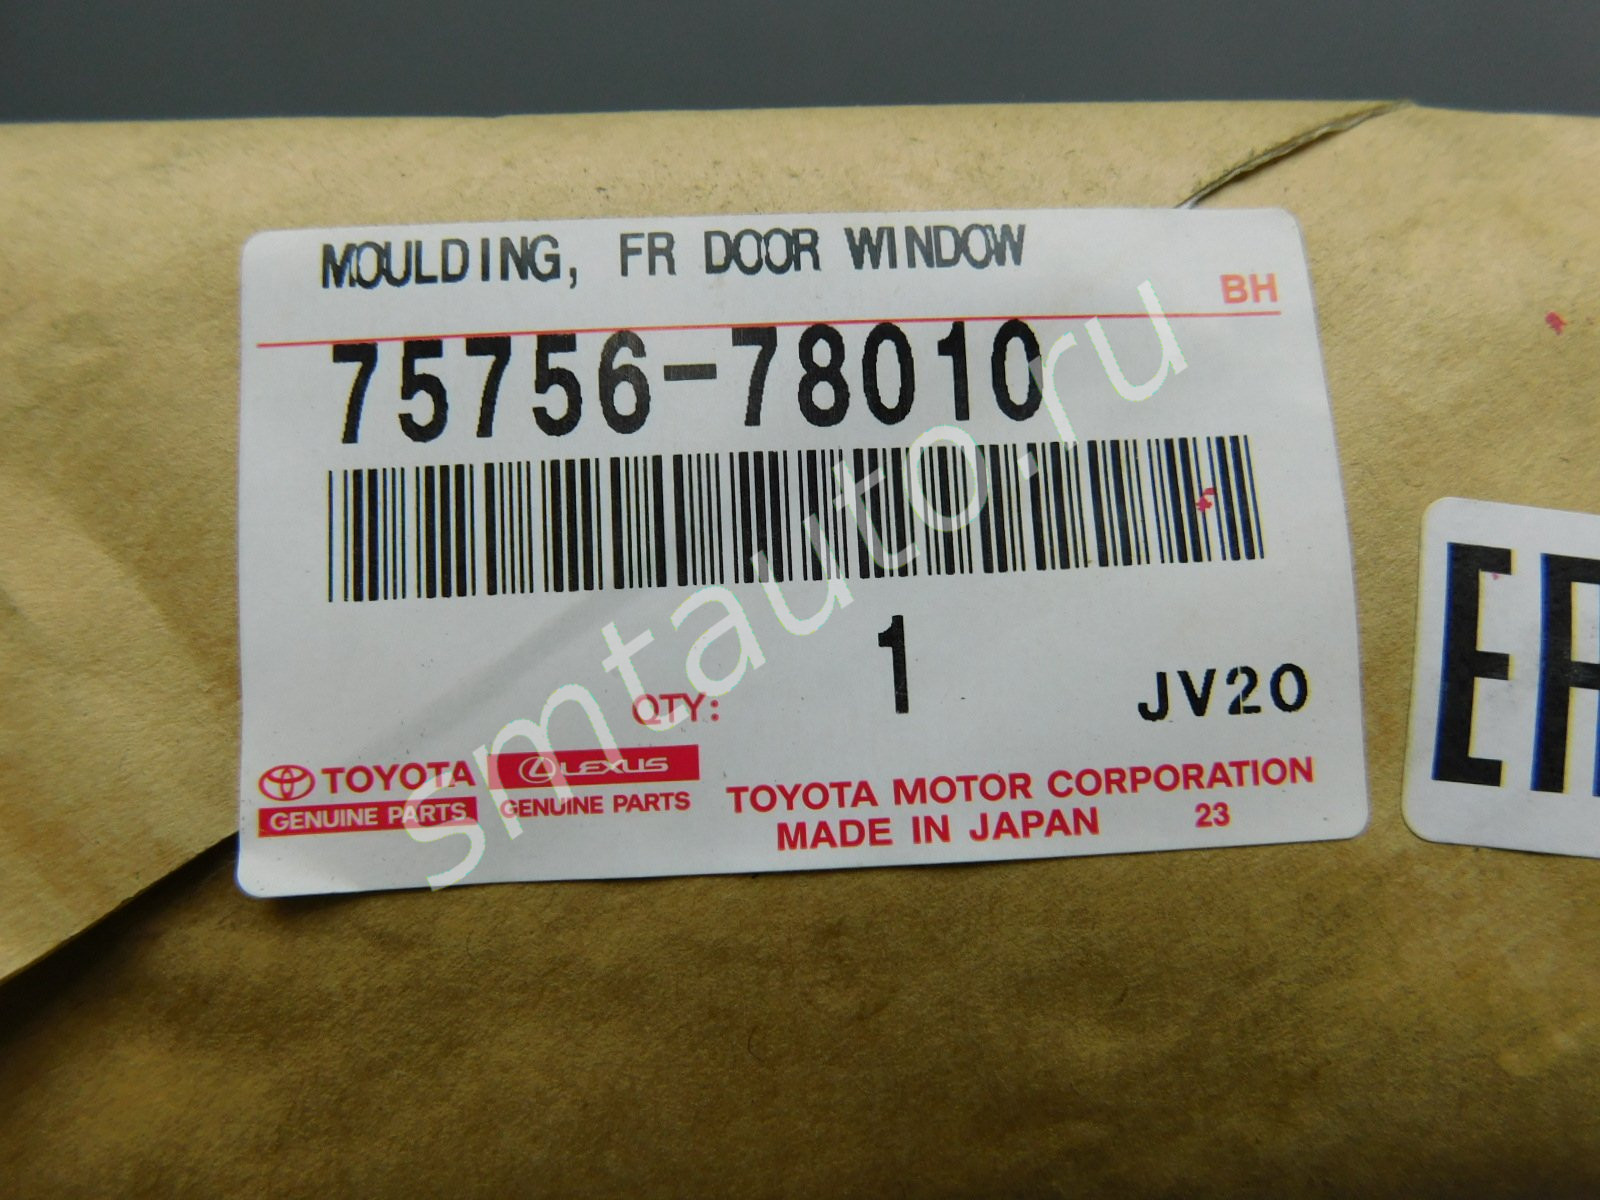 MOULDING, FR DOOR WINDOW
BH
75756-78010
1
QTY:
JV20
TOYOTA
GENUINE PARTS
LEXUS
GENUINE PARTS
TOYOTA MOTOR CORPORATION
MADE IN JAPAN 23
smtauto.ru